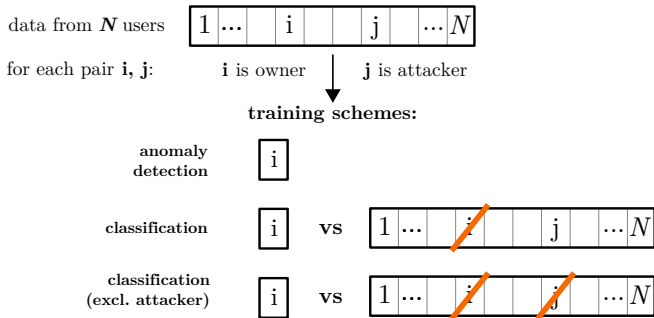 data from N users 1 ... i j ... N
for each pair i, j: i is owner j is attacker
training schemes:
anomaly
detection
i
classification i vs 1 ... i j ... N
classification
(excl. attacker)
i vs 1 ... i j ... N